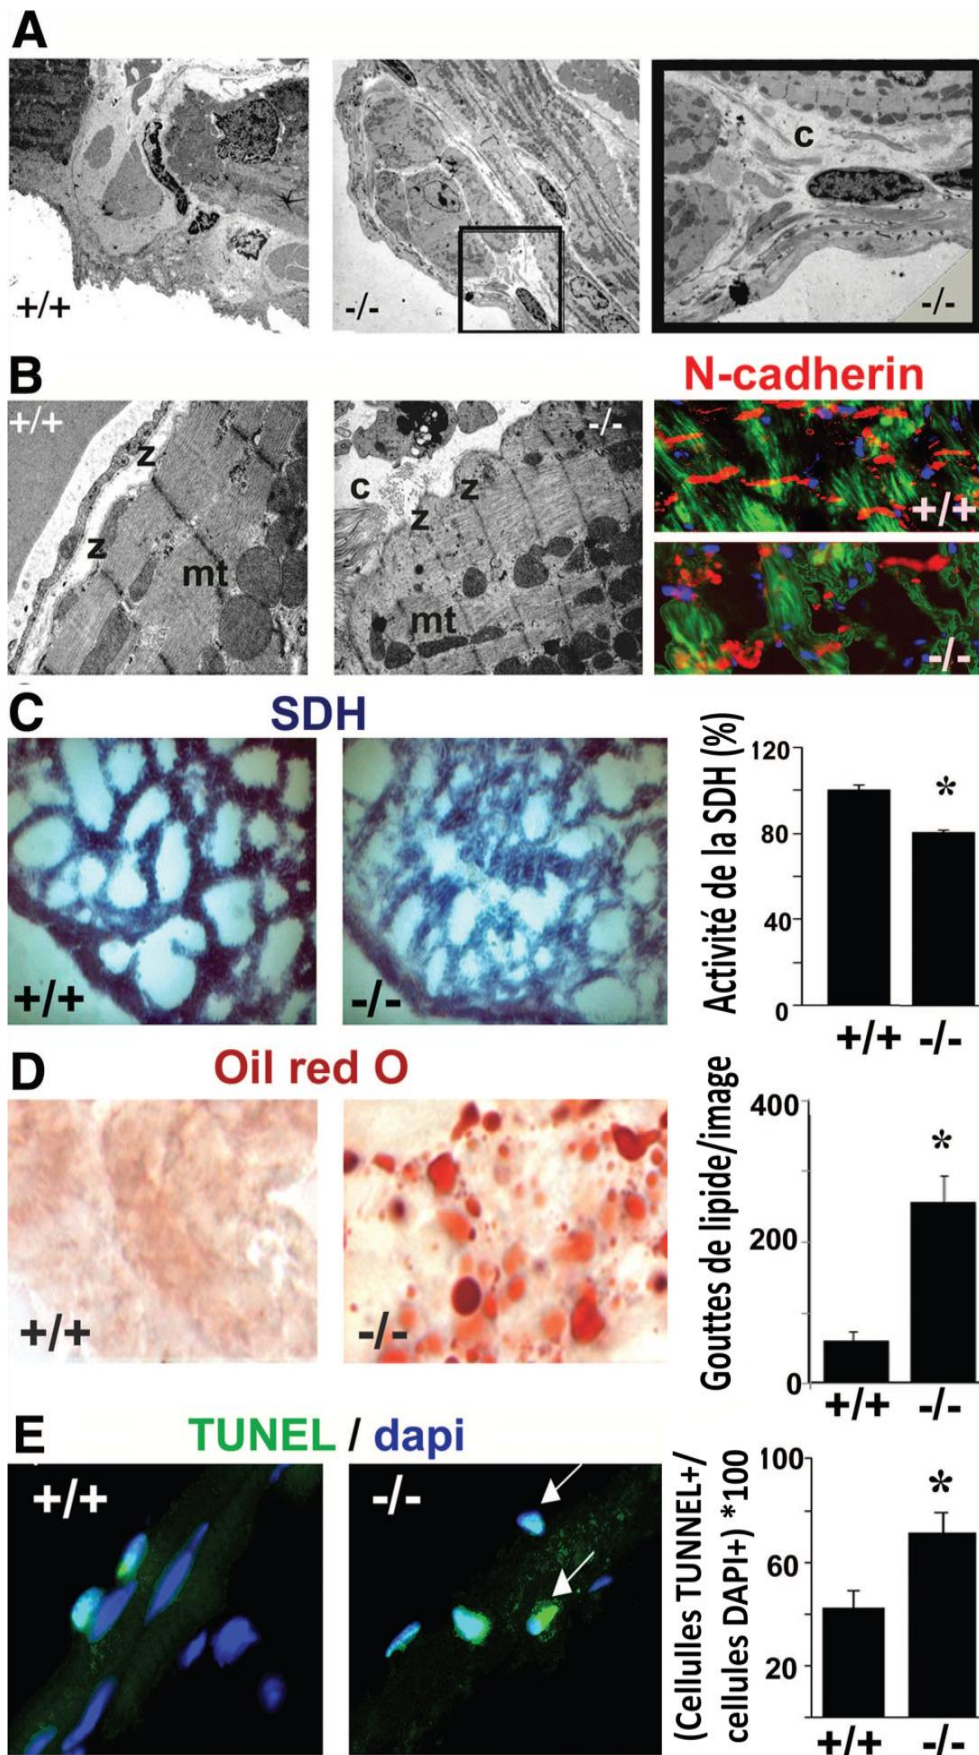 A
+/+
-/-
c
-/-
B
N-cadherin
+/+
z
z
mt
-/-
c
z
z
mt
+/+
-/-
C
SDH
+/+
-/-
Activité de la SDH (%)
120
80
40
0
+/+ -/-
D
Oil red O
+/+
-/-
Gouttes de lipide/image
400
200
0
+/+ -/-
E
TUNEL / dapi
+/+
-/-
(Cellulles TUNNEL+/
cellules DAPI+) *100
100
60
20
*
*
*
+/+ -/-